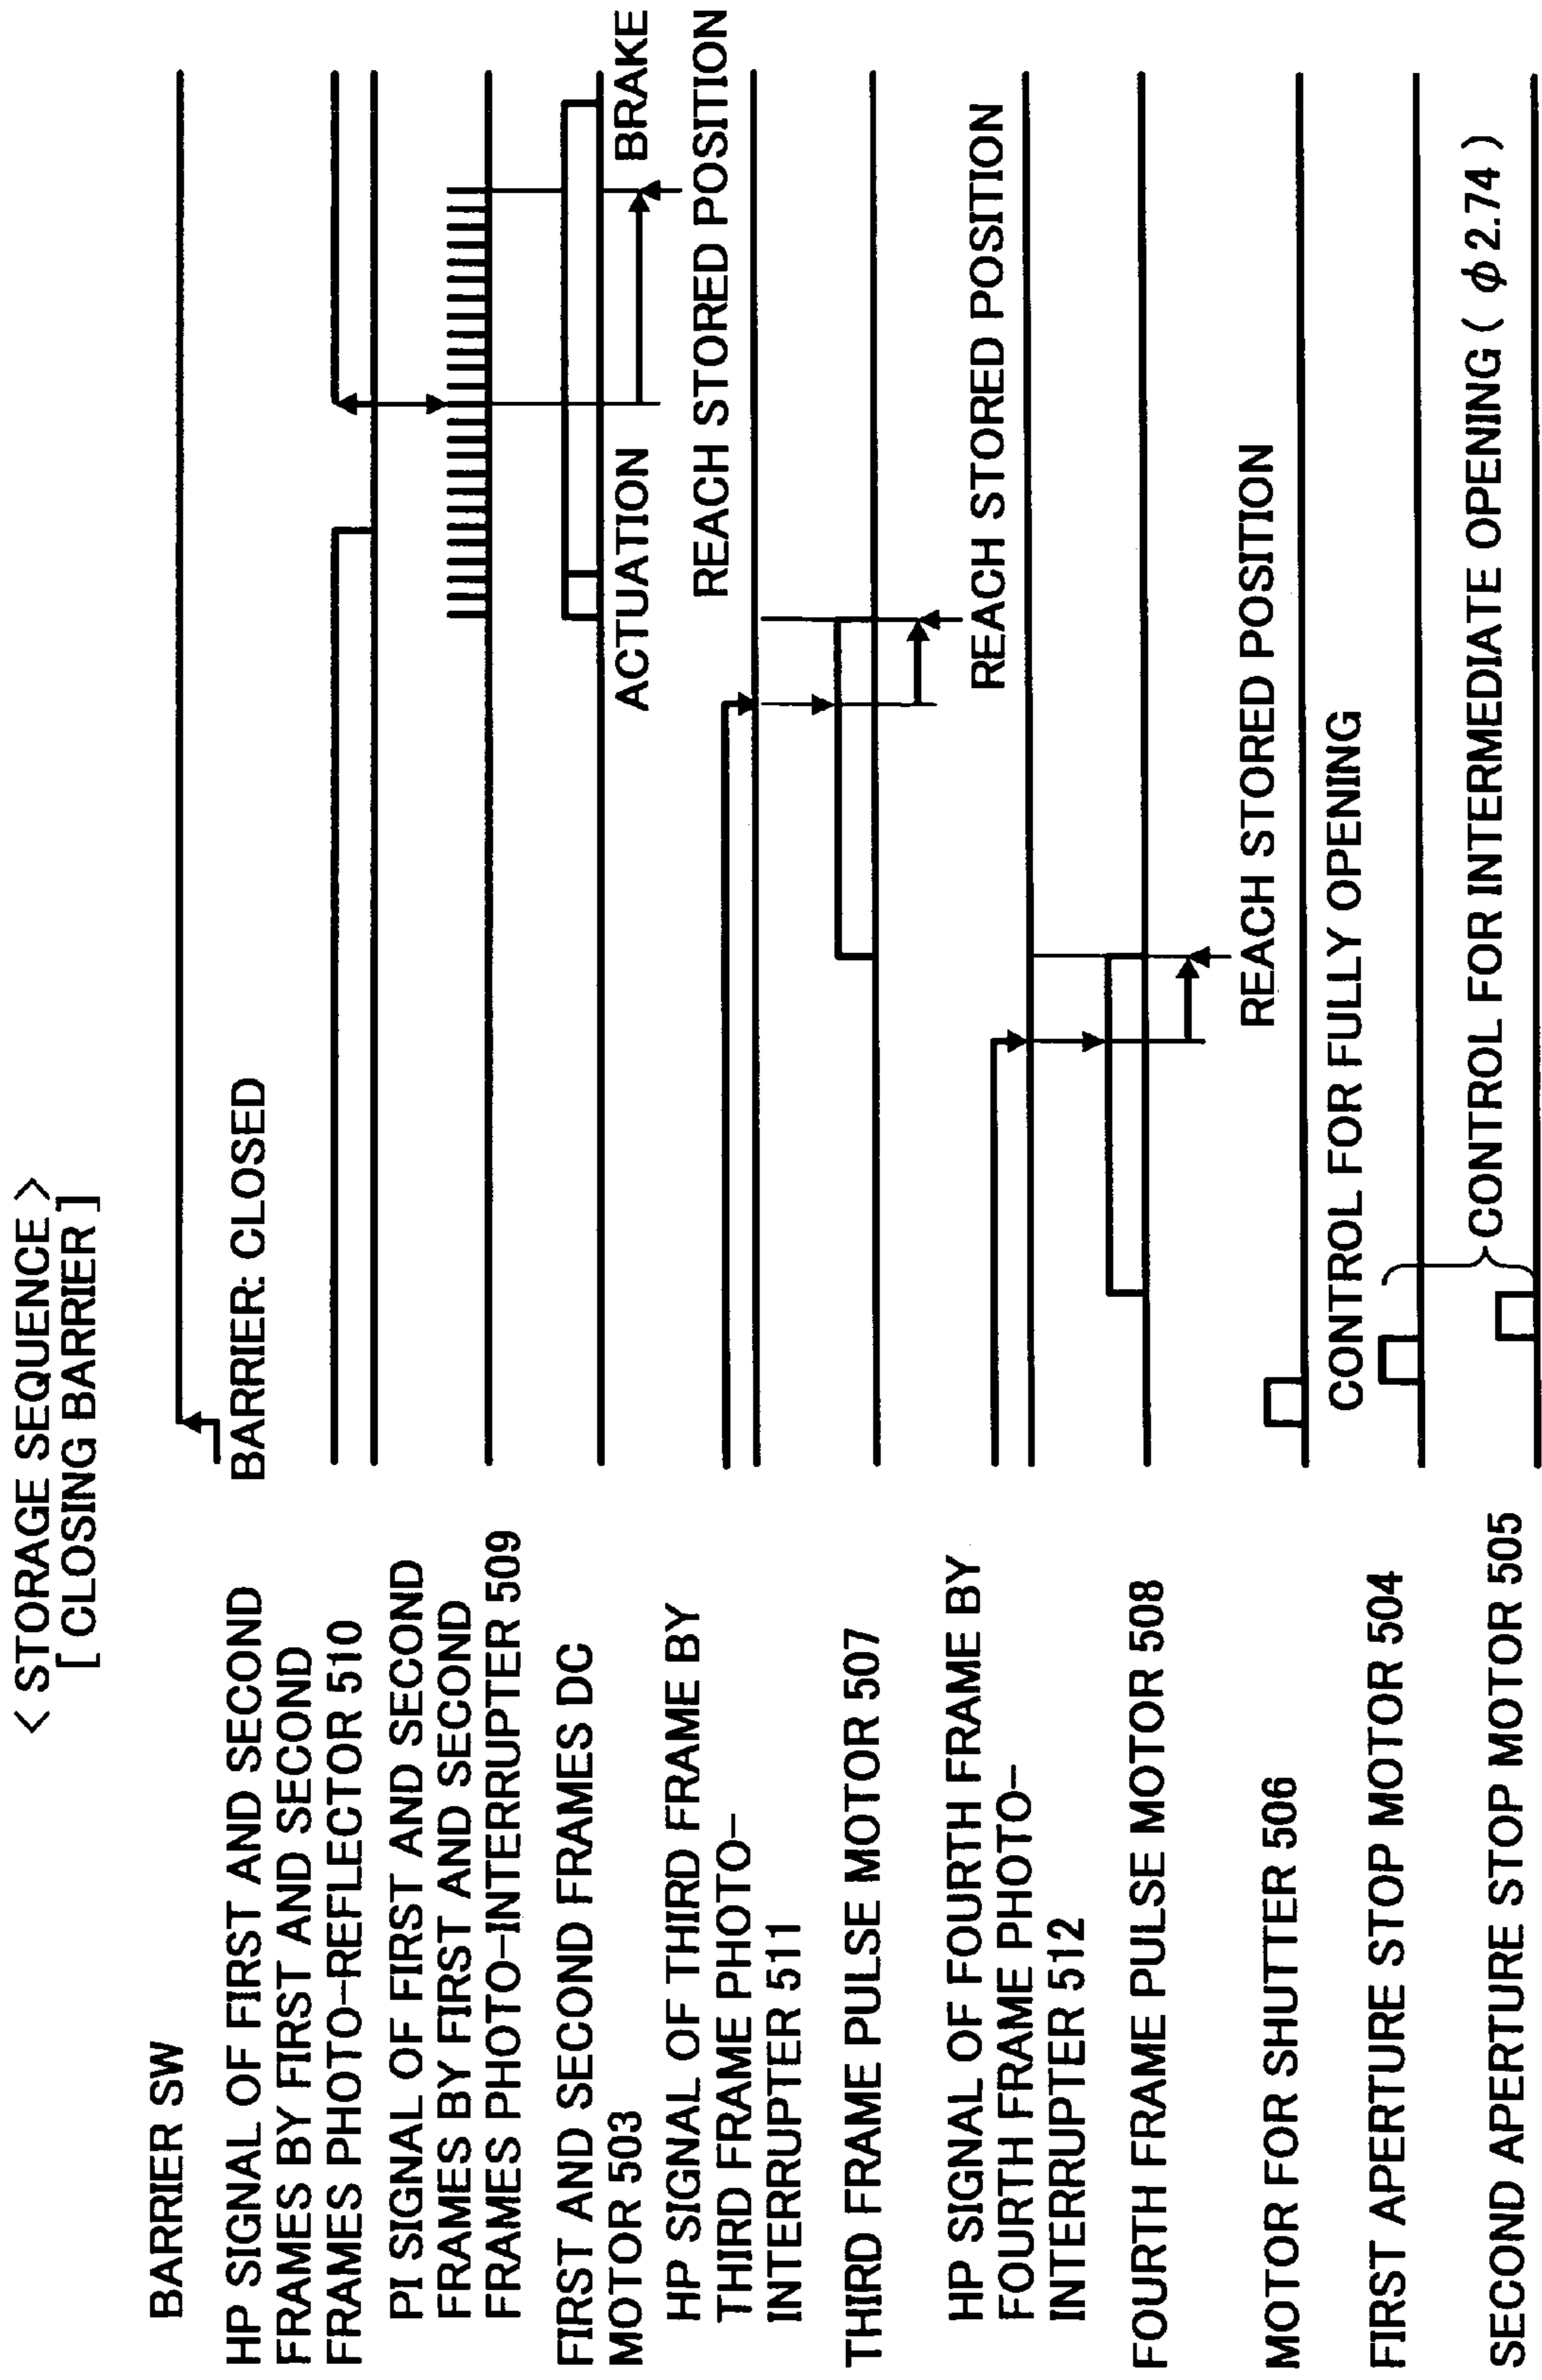 < STORAGE SEQUENCE >
[ CLOSING BARRIER ]
BARRIER SW
BARRIER: CLOSED
HP SIGNAL OF FIRST AND SECOND
FRAMES BY FIRST AND SECOND
FRAMES PHOTO-REFLECTOR 510
PI SIGNAL OF FIRST AND SECOND
FRAMES BY FIRST AND SECOND
FRAMES PHOTO-INTERRUPTER 509
FIRST AND SECOND FRAMES DC
MOTOR 503
ACTUATION
BRAKE
REACH STORED POSITION
HP SIGNAL OF THIRD FRAME BY
THIRD FRAME PHOTO-
INTERRUPTER 511
THIRD FRAME PULSE MOTOR 507
REACH STORED POSITION
HP SIGNAL OF FOURTH FRAME BY
FOURTH FRAME PHOTO-
INTERRUPTER 512
FOURTH FRAME PULSE MOTOR 508
REACH STORED POSITION
MOTOR FOR SHUTTER 506
CONTROL FOR FULLY OPENING
FIRST APERTURE STOP MOTOR 504
CONTROL FOR INTERMEDIATE OPENING ( ϕ 2.74 )
SECOND APERTURE STOP MOTOR 505